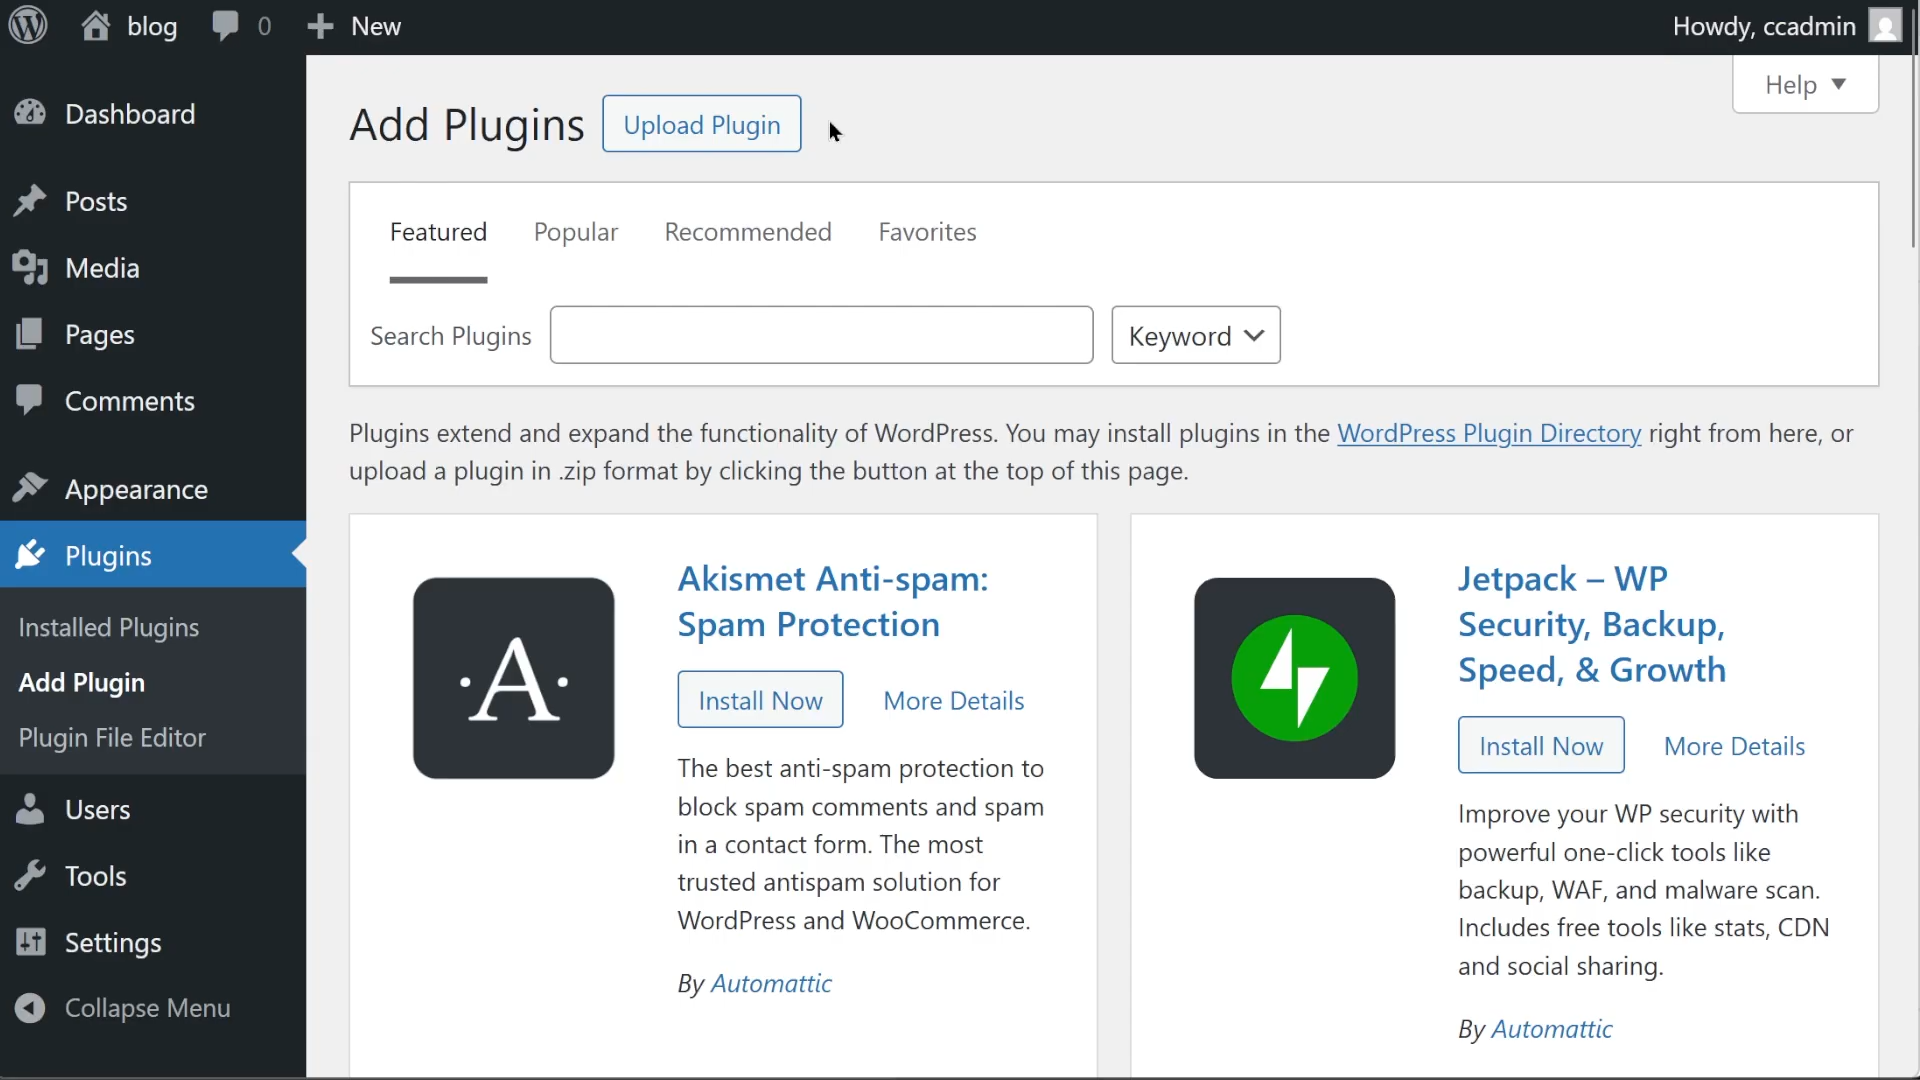 blog
0
New
Howdy, ccadmin
Help
Dashboard
Posts
Media
Pages
Comments
Appearance
Plugins
Installed Plugins
Add Plugin
Plugin File Editor
Users
Tools
Settings
Collapse Menu
Add Plugins
Upload Plugin
Featured
Popular
Recommended
Favorites
Search Plugins
Keyword
Plugins extend and expand the functionality of WordPress. You may install plugins in the WordPress Plugin Directory right from here, or
upload a plugin in .zip format by clicking the button at the top of this page.
·A·
Akismet Anti-spam:
Spam Protection
Install Now
More Details
The best anti-spam protection to
block spam comments and spam
in a contact form. The most
trusted antispam solution for
WordPress and WooCommerce.
By Automattic
Jetpack – WP
Security, Backup,
Speed, & Growth
Install Now
More Details
Improve your WP security with
powerful one-click tools like
backup, WAF, and malware scan.
Includes free tools like stats, CDN
and social sharing.
By Automattic